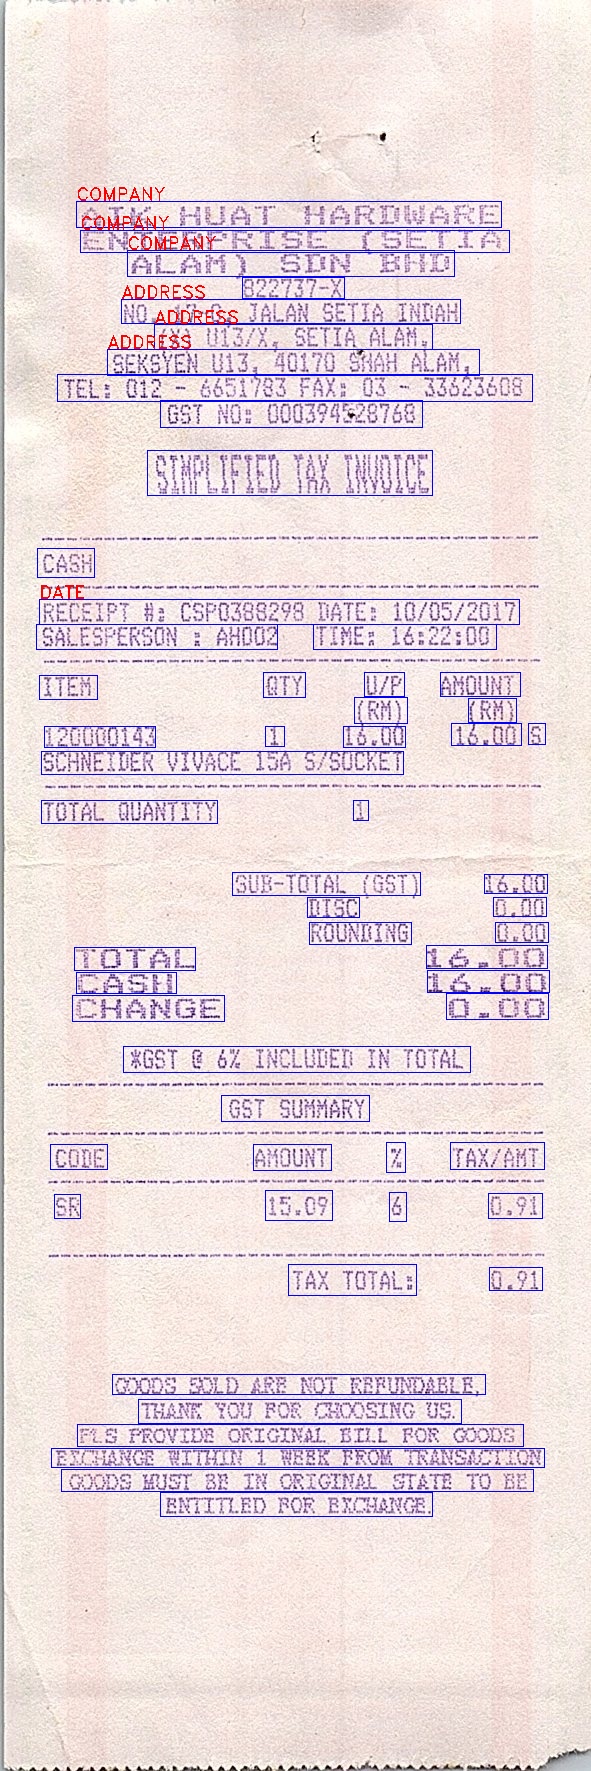 COMPANY
AIK HUAT HARDWARE
COMPANY
ENTERPRISE (SETIA
COMPANY
ALAM) SDN BHD
822737-X
ADDRESS
NO. JALAN SETIA INDAH
ADDRESS
U13/X, SETIA ALAM,
ADDRESS
SEKSYEN U13, 40170 SHAH ALAM,
TEL: 012 - 6651783 FAX: 03 - 33623608
GST NO: 000394528768
SIMPLIFIED TAX INVOICE
CASH
DATE
RECEIPT #: CSP0388298 DATE: 10/05/2017
SALESPERSON : AH002 TIME: 16:22:00
ITEM QTY U/P AMOUNT
(RM) (RM)
120000143 1 16.00 16.00 S
SCHNEIDER VIVACE 15A S/SOCKET
TOTAL QUANTITY 1
SUB-TOTAL (GST) 16.00
DISC 0.00
ROUNDING 0.00
TOTAL 16.00
CASH 16.00
CHANGE 0.00
*GST @ 6% INCLUDED IN TOTAL
GST SUMMARY
CODE AMOUNT % TAX/AMT
SR 15.09 6 0.91
TAX TOTAL: 0.91
GOODS SOLD ARE NOT REFUNDABLE,
THANK YOU FOR CHOOSING US.
PLS PROVIDE ORIGINAL BILL FOR GOODS
EXCHANGE WITHIN 1 WEEK FROM TRANSACTION
GOODS MUST BE IN ORIGINAL STATE TO BE
ENTITLED FOR EXCHANGE.